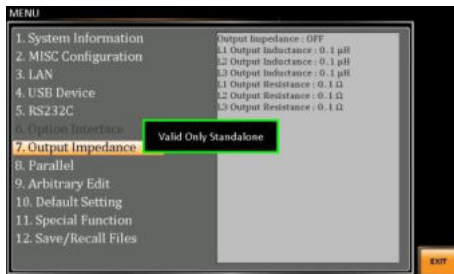 MENU
1. System Information
2. MISC Configuration
3. LAN
4. USB Device
5. RS232C
6. Option Interface
7. Output Impedance
8. Parallel
9. Arbitrary Edit
10. Default Setting
11. Special Function
12. Save/Recall Files
Output Impedance : OFF
L1 Output Inductance : 0.1 μH
L2 Output Inductance : 0.1 μH
L3 Output Inductance : 0.1 μH
L1 Output Resistance : 0.1 Ω
L2 Output Resistance : 0.1 Ω
L3 Output Resistance : 0.1 Ω
Valid Only Standalone
EXIT